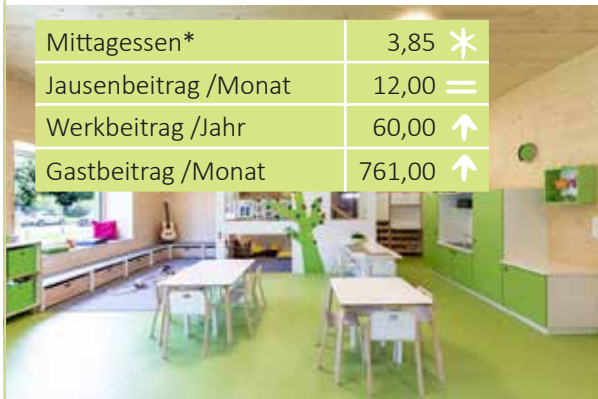 Mittagessen* 3,85 *
Jausenbeitrag /Monat 12,00 =
Werkbeitrag /Jahr 60,00 ↑
Gastbeitrag /Monat 761,00 ↑